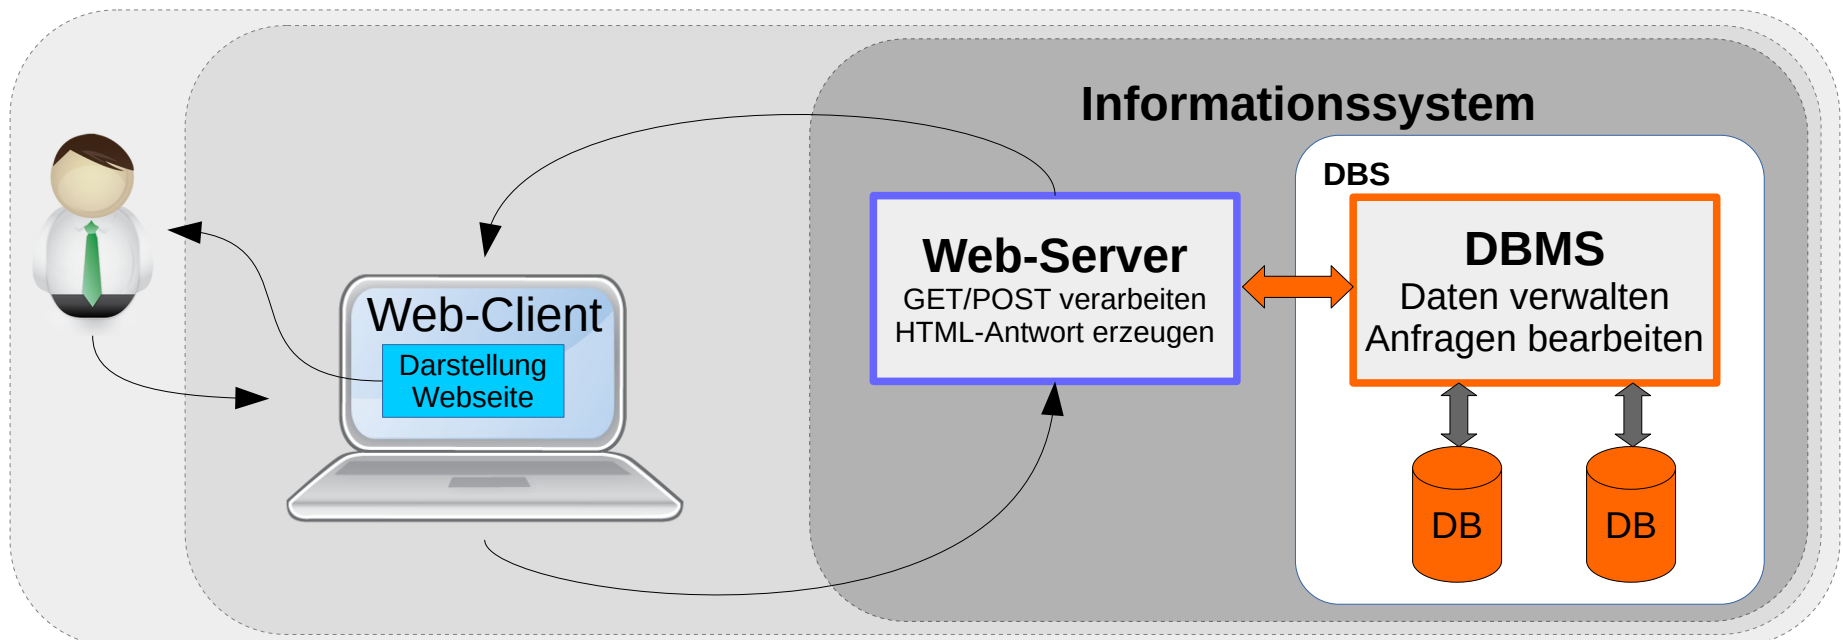 Informationssystem
DBS
Web-Client
Darstellung
Webseite
Web-Server
GET/POST verarbeiten
HTML-Antwort erzeugen
DBMS
Daten verwalten
Anfragen bearbeiten
DB
DB